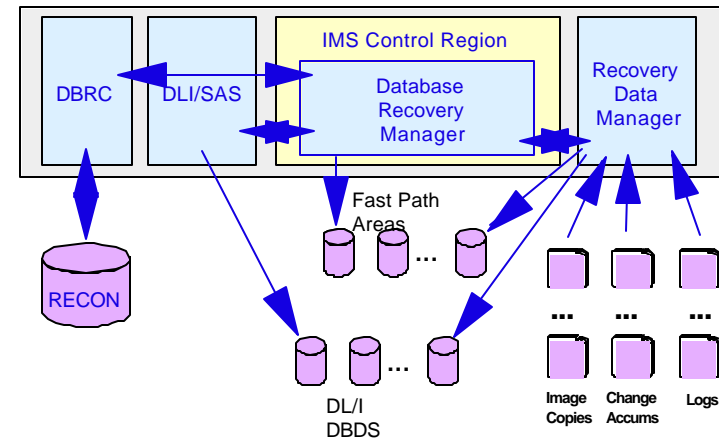 IMS Control Region
DBRC
DLI/SAS
Database
Recovery
Manager
Recovery
Data
Manager
Fast Path
Areas
...
RECON
...
DL/I
DBDS
... ... ...
Image
Copies
Change
Accums
Logs